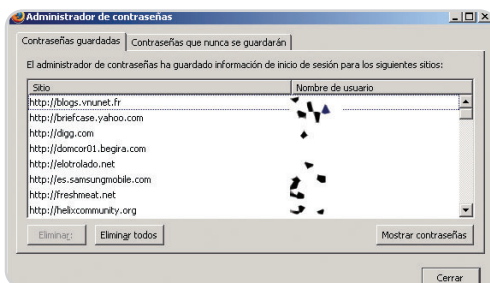 Administrador de contraseñas
Contraseñas guardadas Contraseñas que nunca se guardarán
El administrador de contraseñas ha guardado información de inicio de sesión para los siguientes sitios:
Sitio Nombre de usuario
http://blogs.vnunet.fr
http://briefcase.yahoo.com
http://digg.com
http://domcor01.begira.com
http://elotrolado.net
http://es.samsungmobile.com
http://freshmeat.net
http://helixcommunity.org
Eliminar: Eliminar todos Mostrar contraseñas
Cerrar